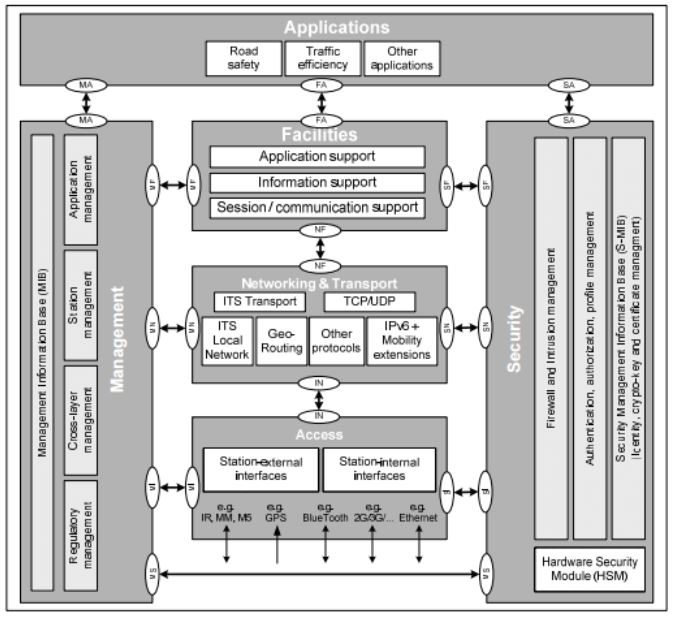 Applications
Road
safety
Traffic
efficiency
Other
applications
MA
FA
SA
MA
FA
SA
Management Information Base (MIB)
Application
management
Station
management
Cross-layer
management
Regulatory
management
Management
Facilities
Application support
Information support
Session / communication support
MF
MF
SF
SF
NF
NF
Networking & Transport
ITS Transport
TCP/UDP
ITS
Local
Network
Geo-
Routing
Other
protocols
IPv6 +
Mobility
extensions
MN
MN
SN
SN
IN
IN
Access
Station-external
interfaces
Station-internal
interfaces
e.g.
IR, MM, M5
e.g.
GPS
e.g.
BlueTooth
e.g.
2G/3G/...
e.g.
Ethernet
MI
MI
SI
SI
MS
MS
Security
Firewall and Intrusion management
Authentication, authorization, profile management
Security Management Information Base (S-MIB)
(Identity, crypto-key and certificate managment)
Hardware Security
Module (HSM)